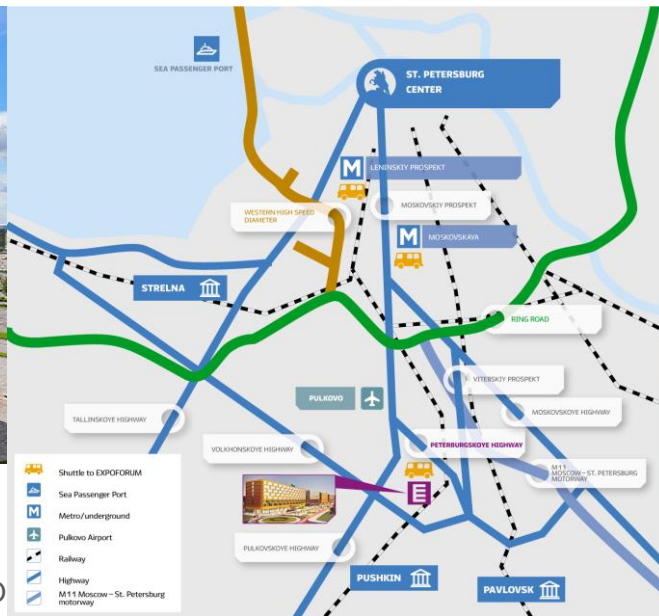 SEA PASSENGER PORT
ST. PETERSBURG
CENTER
M
LENINSKIY PROSPEKT
WESTERN HIGH SPEED
DIAMETER
MOSKOVSKIY PROSPEKT
M
MOSKOVSKAYA
STRELNA
RING ROAD
VITEBSKIY PROSPEKT
PULKOVO
MOSKOVSKOYE HIGHWAY
TALLINSKOYE HIGHWAY
VOLKHONSKOYE HIGHWAY
PETERBURGSKOYE HIGHWAY
M11
MOSCOW – ST. PETERSBURG
MOTORWAY
E
PULKOVSKOYE HIGHWAY
PUSHKIN
PAVLOVSK
Shuttle to EXPOFORUM
Sea Passenger Port
M
Metro/underground
Pulkovo Airport
Railway
Highway
M11 Moscow – St. Petersburg
motorway